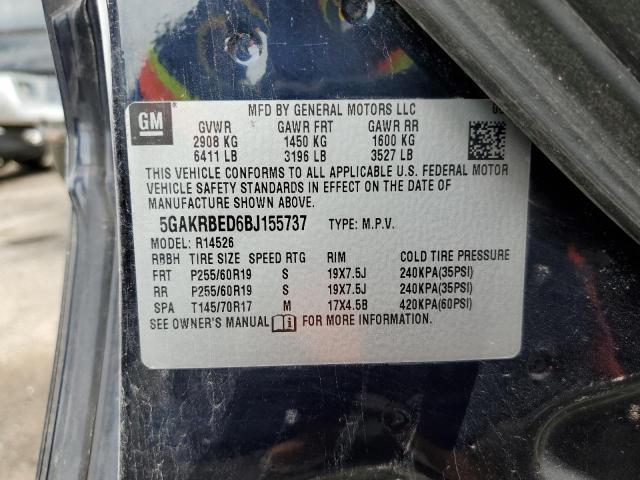 GM
MFD BY GENERAL MOTORS LLC
GVWR GAWR FRT GAWR RR
2908 KG 1450 KG 1600 KG
6411 LB 3196 LB 3527 LB
THIS VEHICLE CONFORMS TO ALL APPLICABLE U.S. FEDERAL MOTOR
VEHICLE SAFETY STANDARDS IN EFFECT ON THE DATE OF
MANUFACTURE SHOWN ABOVE.
5GAKRBED6BJ155737 TYPE: M.P.V.
MODEL: R14526
RBBH TIRE SIZE SPEED RTG RIM COLD TIRE PRESSURE
FRT P255/60R19 S 19X7.5J 240KPA(35PSI)
RR P255/60R19 S 19X7.5J 240KPA(35PSI)
SPA T145/70R17 M 17X4.5B 420KPA(60PSI)
SEE OWNER'S MANUAL FOR MORE INFORMATION.